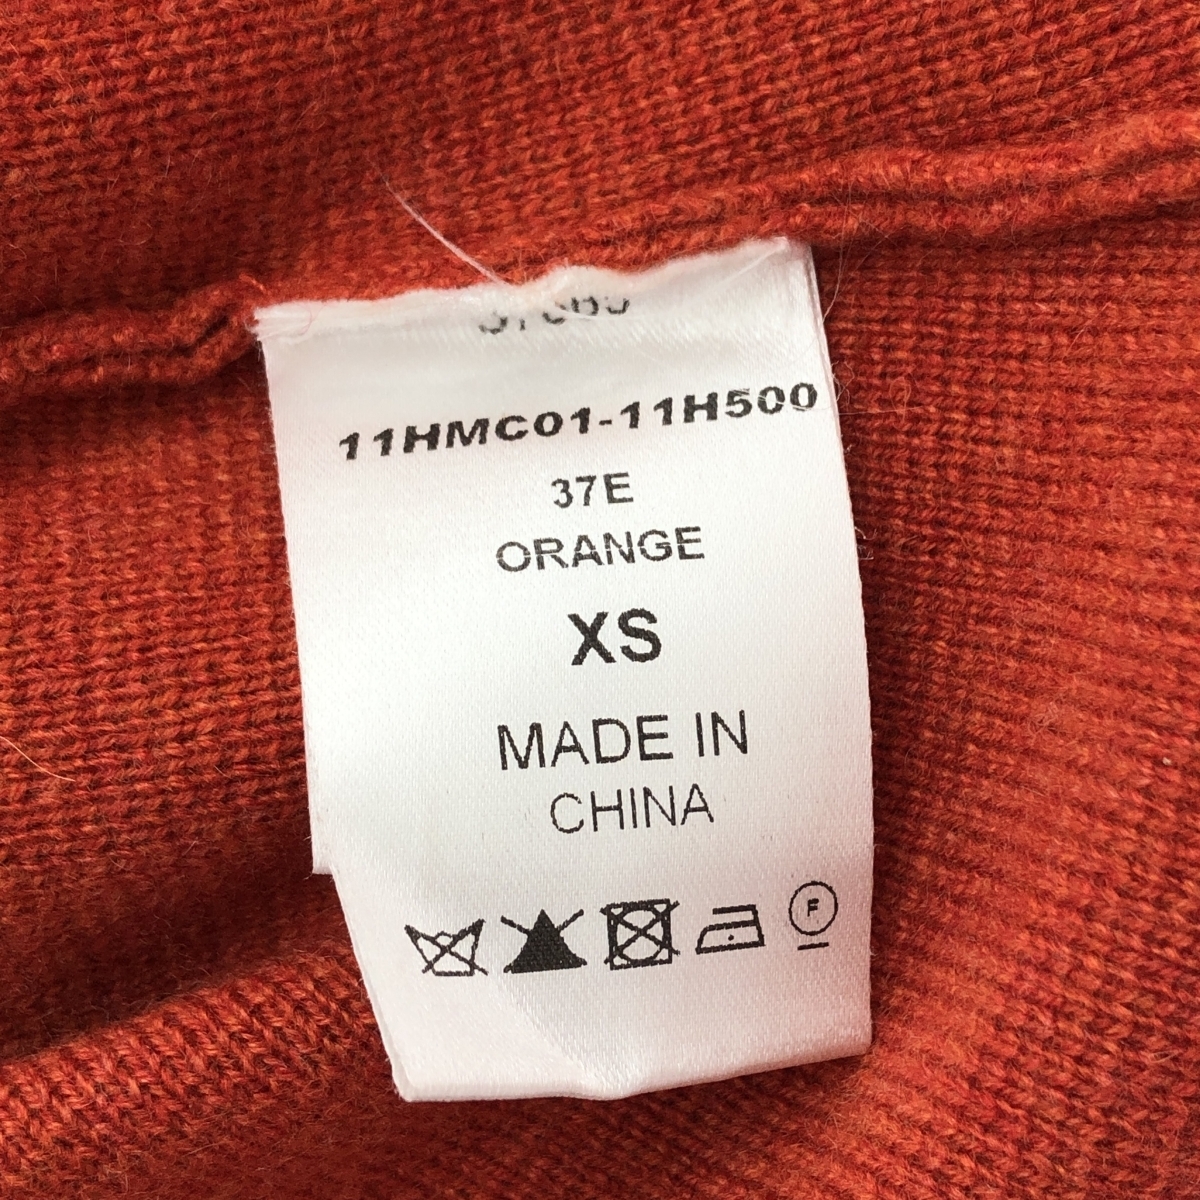 11HMC01-11H500
37E
ORANGE
XS
MADE IN
CHINA
F